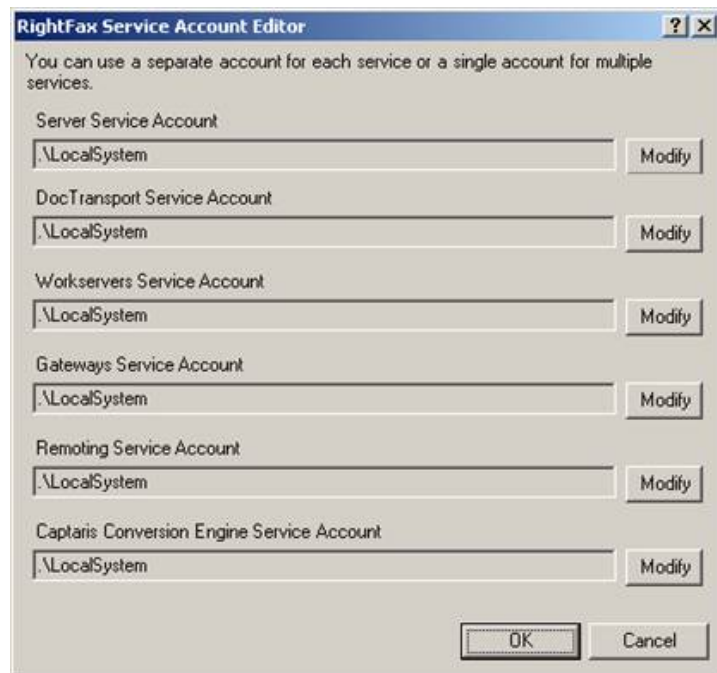 RightFax Service Account Editor
You can use a separate account for each service or a single account for multiple
services.
Server Service Account
.\LocalSystem
Modify
DocTransport Service Account
.\LocalSystem
Modify
Workservers Service Account
.\LocalSystem
Modify
Gateways Service Account
.\LocalSystem
Modify
Remoting Service Account
.\LocalSystem
Modify
Captaris Conversion Engine Service Account
.\LocalSystem
Modify
OK
Cancel